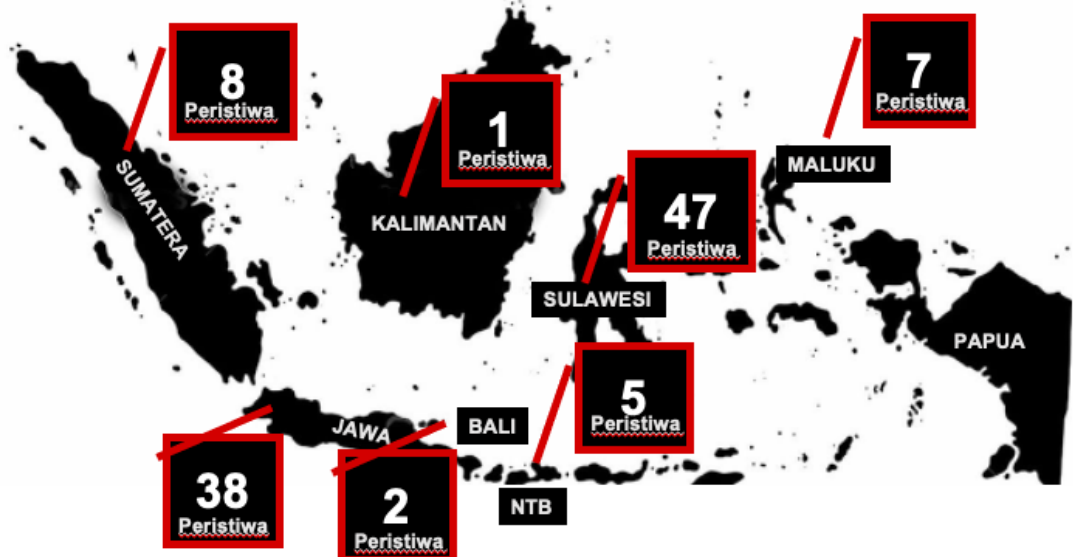 8
Peristiwa
SUMATERA
1
Peristiwa
KALIMANTAN
7
Peristiwa
MALUKU
47
Peristiwa
SULAWESI
PAPUA
5
Peristiwa
JAWA
BALI
38
Peristiwa
2
Peristiwa
NTB